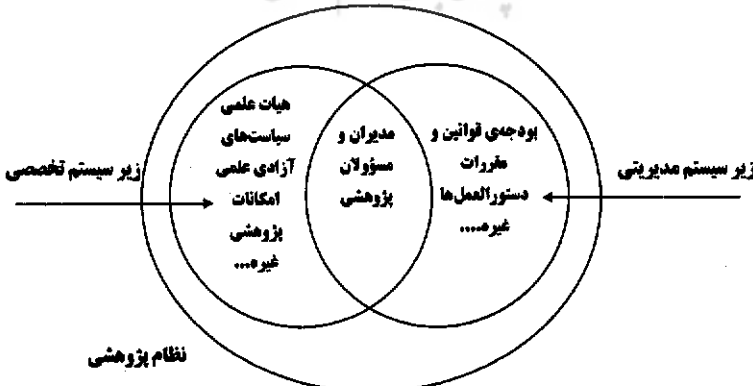 زیر سیستم مدیریتی
بودجه‌ی قوانین و
مقررات
دستورالعمل‌ها
غیره....
مدیران و
مسؤولان
پژوهشی
هیات علمی
سیاست‌های
آزادی علمی
امکانات
پژوهشی
غیره...
زیر سیستم تخصصی
نظام پژوهشی